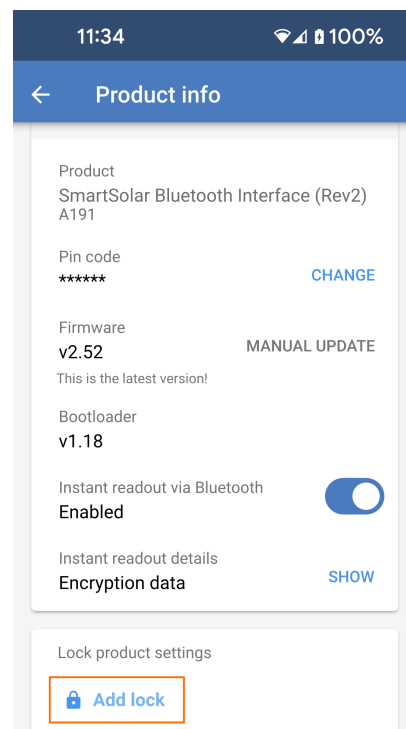 11:34 100%
Product info
Product
SmartSolar Bluetooth Interface (Rev2)
A191
Pin code
****** CHANGE
Firmware
v2.52 MANUAL UPDATE
This is the latest version!
Bootloader
v1.18
Instant readout via Bluetooth
Enabled
Instant readout details
Encryption data SHOW
Lock product settings
Add lock